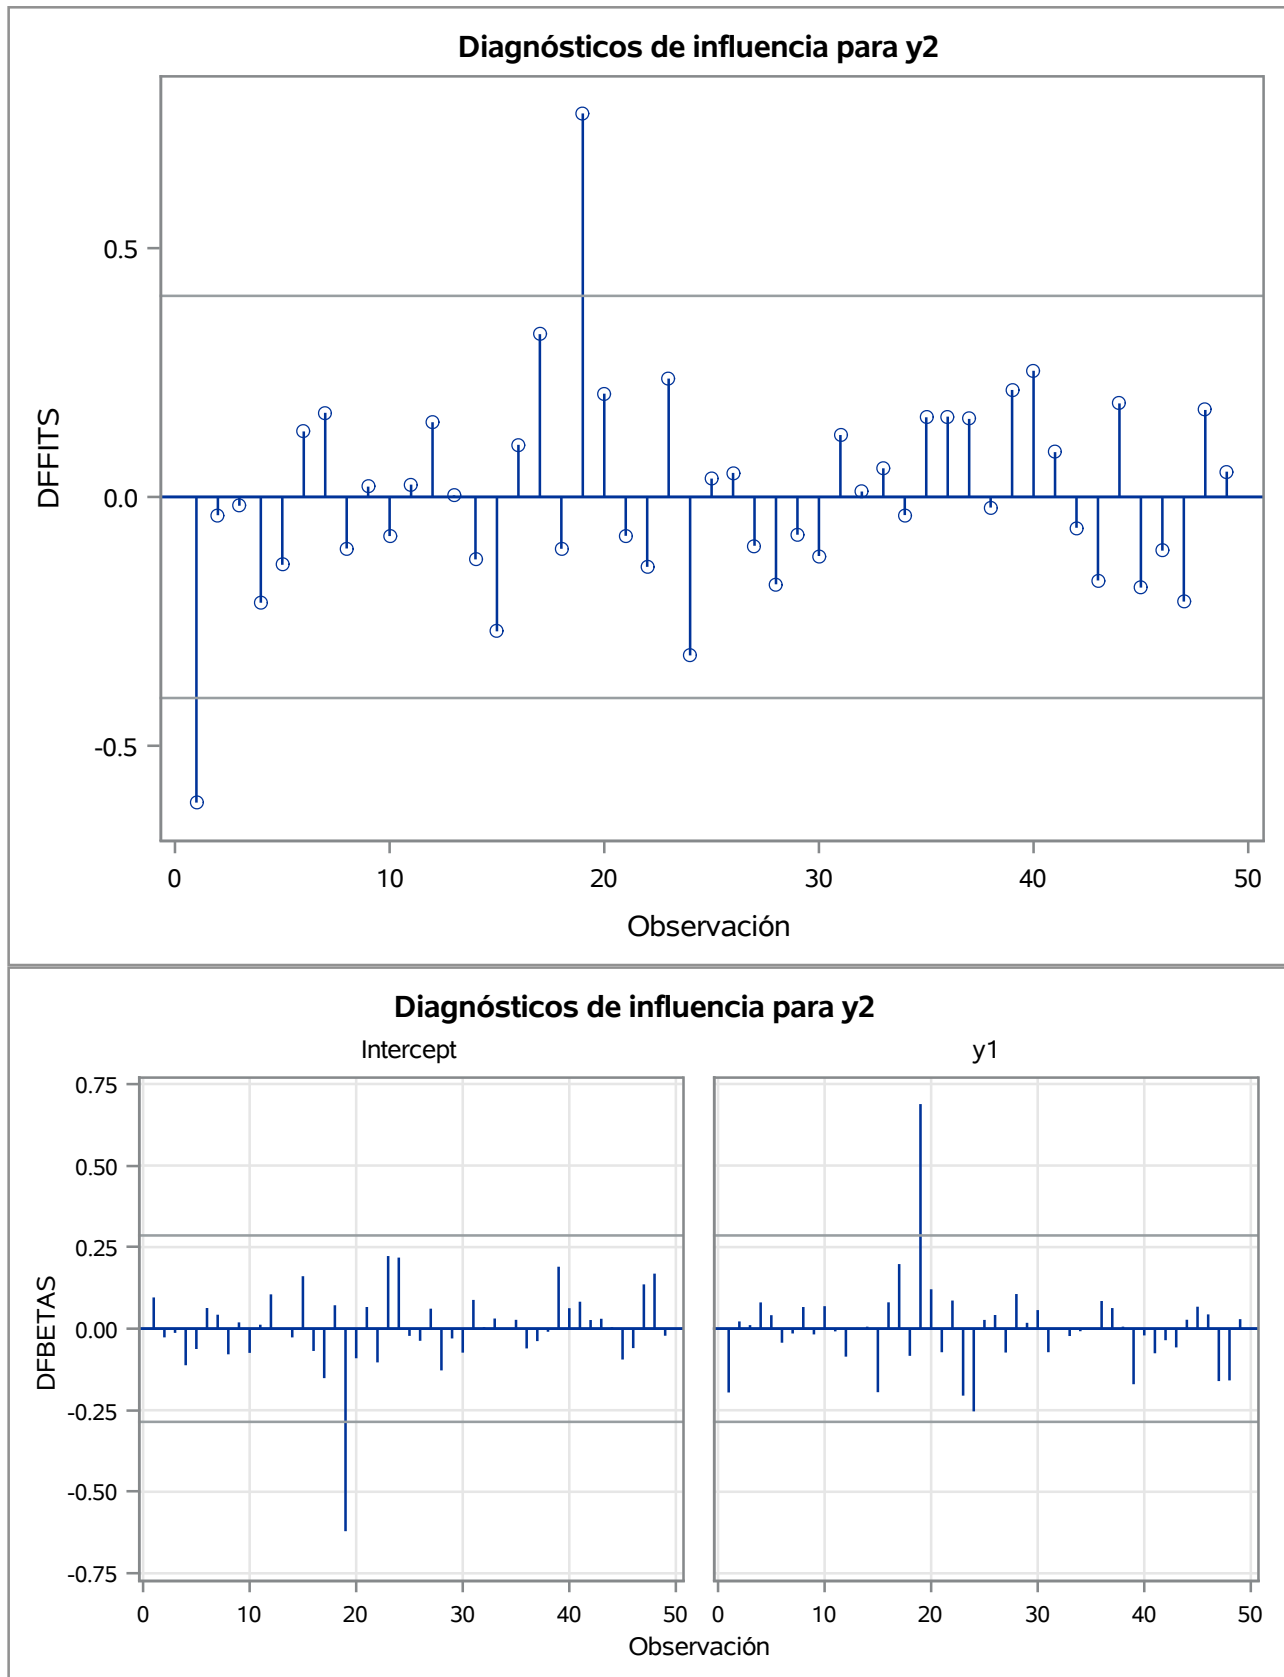 Diagnósticos de influencia para y2
DFFITS
0.5
0.0
-0.5
0 10 20 30 40 50
Observación
Diagnósticos de influencia para y2
Intercept y1
DFBETAS
0.75
0.50
0.25
0.00
-0.25
-0.50
-0.75
0 10 20 30 40 50 0 10 20 30 40 50
Observación